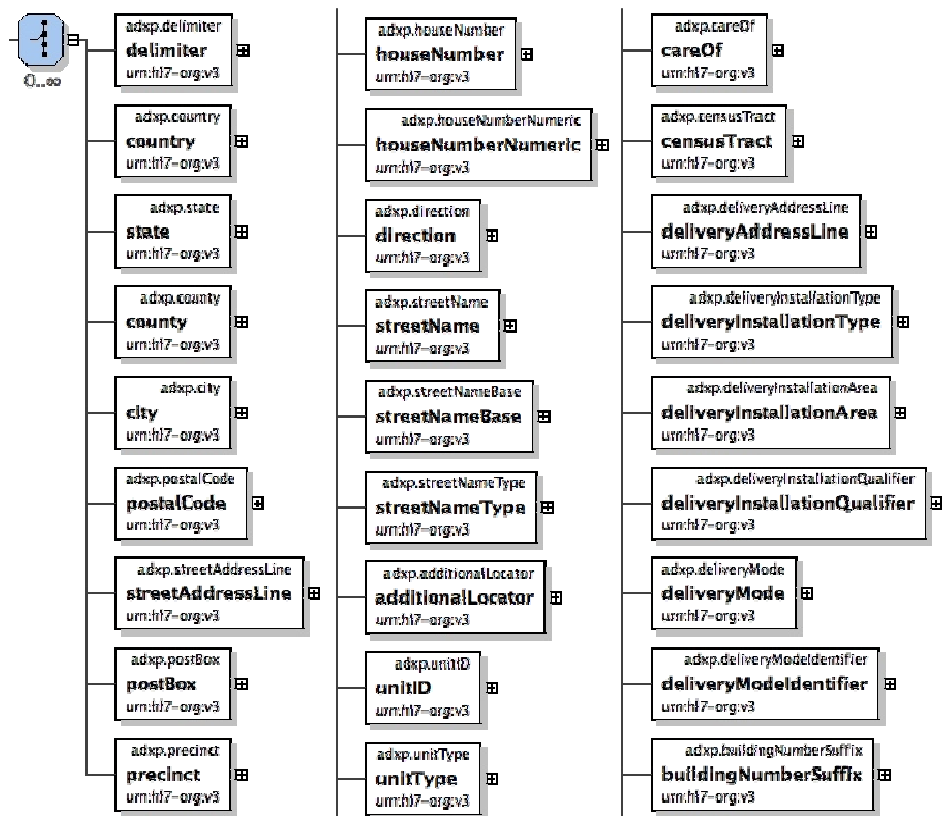 0..∞
adxp.delimiter
delimiter
urn:hl7-org:v3
adxp.country
country
urn:hl7-org:v3
adxp.state
state
urn:hl7-org:v3
adxp.county
county
urn:hl7-org:v3
adxp.city
city
urn:hl7-org:v3
adxp.postalCode
postalCode
urn:hl7-org:v3
adxp.streetAddressLine
streetAddressLine
urn:hl7-org:v3
adxp.postBox
postBox
urn:hl7-org:v3
adxp.precinct
precinct
urn:hl7-org:v3
adxp.houseNumber
houseNumber
urn:hl7-org:v3
adxp.houseNumberNumeric
houseNumberNumeric
urn:hl7-org:v3
adxp.direction
direction
urn:hl7-org:v3
adxp.streetName
streetName
urn:hl7-org:v3
adxp.streetNameBase
streetNameBase
urn:hl7-org:v3
adxp.streetNameType
streetNameType
urn:hl7-org:v3
adxp.additionalLocator
additionalLocator
urn:hl7-org:v3
adxp.unitID
unitID
urn:hl7-org:v3
adxp.unitType
unitType
urn:hl7-org:v3
adxp.careOf
careOf
urn:hl7-org:v3
adxp.censusTract
censusTract
urn:hl7-org:v3
adxp.deliveryAddressLine
deliveryAddressLine
urn:hl7-org:v3
adxp.deliveryInstallationType
deliveryInstallationType
urn:hl7-org:v3
adxp.deliveryInstallationArea
deliveryInstallationArea
urn:hl7-org:v3
adxp.deliveryInstallationQualifier
deliveryInstallationQualifier
urn:hl7-org:v3
adxp.deliveryMode
deliveryMode
urn:hl7-org:v3
adxp.deliveryModeIdentifier
deliveryModeIdentifier
urn:hl7-org:v3
adxp.buildingNumberSuffix
buildingNumberSuffix
urn:hl7-org:v3